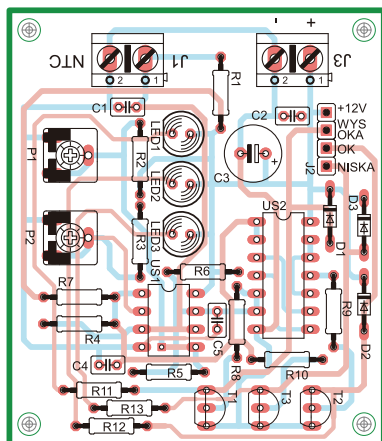 - +
NTC J1 J3
2 1 2 1
R1
C1 C2
+12V
WYS
OKA
OK
NISKA
J2
LED1
P1
R2
C3 +
LED2
US2
D3
P2
R3
LED3
D1
US1
R6
R7
R9
R4
C5
D2
C4
R5
R8
R10
R11
R13
R12
T1 T3 T2